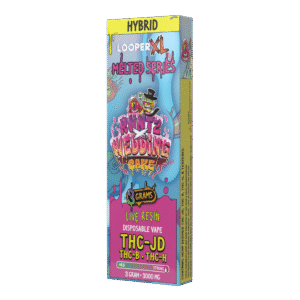 HYBRID
LOOPER XL
MELTED SERIES
RUNTZ
WEDDING
CAKE
3 GRAMS
LIVE RESIN
DISPOSABLE VAPE
THC-JD
THC-B • THC-H
3 GRAM • 3000 MG